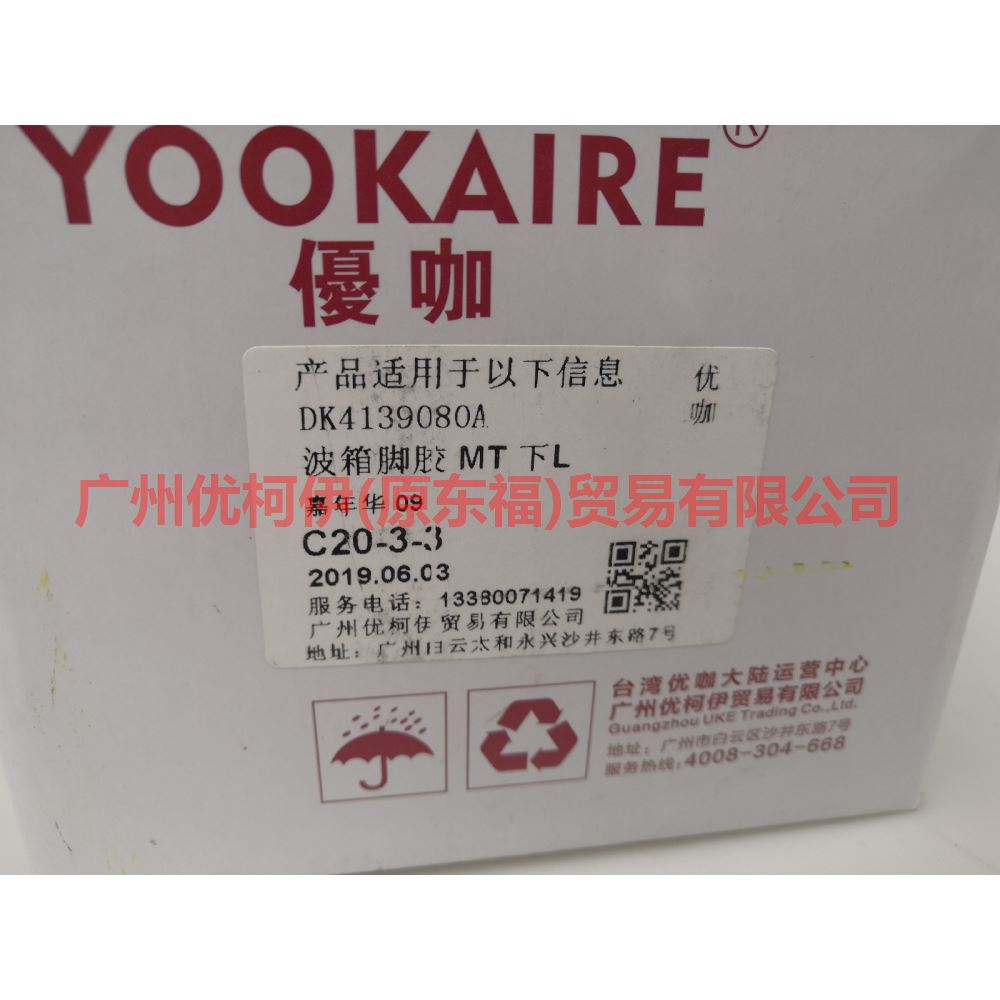 YOOKAIRE®
優咖
产品适用于以下信息
优咖
DK4139080A
波箱脚胶 MT 下L
广州优柯伊(原东福)贸易有限公司
嘉年华 09
C20-3-3
2019.06.03
服务电话：13380071419
广州优柯伊贸易有限公司
地址：广州白云太和永兴沙井东路7号
台湾优咖大陆运营中心
广州优柯伊贸易有限公司
Guangzhou UKE Trading Co.,Ltd.
地址：广州市白云区沙井东路7号
服务热线:4008-304-668